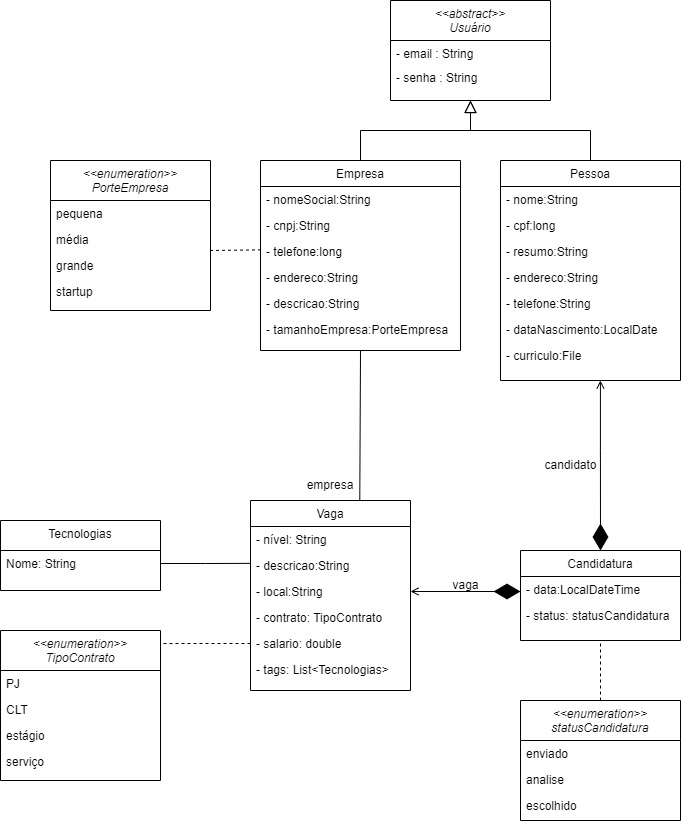 <<abstract>>
Usuário
- email : String
- senha : String
<<enumeration>>
PorteEmpresa
pequena
média
grande
startup
Empresa
- nomeSocial:String
- cnpj:String
- telefone:long
- endereco:String
- descricao:String
- tamanhoEmpresa:PorteEmpresa
Pessoa
- nome:String
- cpf:long
- resumo:String
- endereco:String
- telefone:String
- dataNascimento:LocalDate
- curriculo:File
candidato
empresa
Tecnologias
Nome: String
Vaga
- nível: String
- descricao:String
- local:String
- contrato: TipoContrato
- salario: double
- tags: List<Tecnologias>
vaga
Candidatura
- data:LocalDateTime
- status: statusCandidatura
<<enumeration>>
TipoContrato
PJ
CLT
estágio
serviço
<<enumeration>>
statusCandidatura
enviado
analise
escolhido